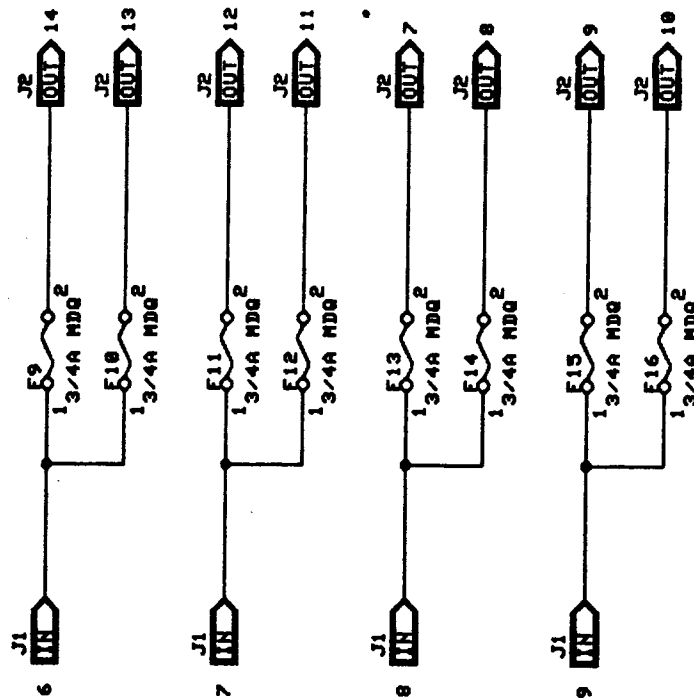 J1 IN 6
F9 1 2 3/4A MDQ
J2 OUT 14
F10 1 2 3/4A MDQ
J2 OUT 13
J1 IN 7
F11 1 2 3/4A MDQ
J2 OUT 12
F12 1 2 3/4A MDQ
J2 OUT 11
J1 IN 8
F13 1 2 3/4A MDQ
J2 OUT 7
F14 1 2 3/4A MDQ
J2 OUT 8
J1 IN 9
F15 1 2 3/4A MDQ
J2 OUT 9
F16 1 2 3/4A MDQ
J2 OUT 10